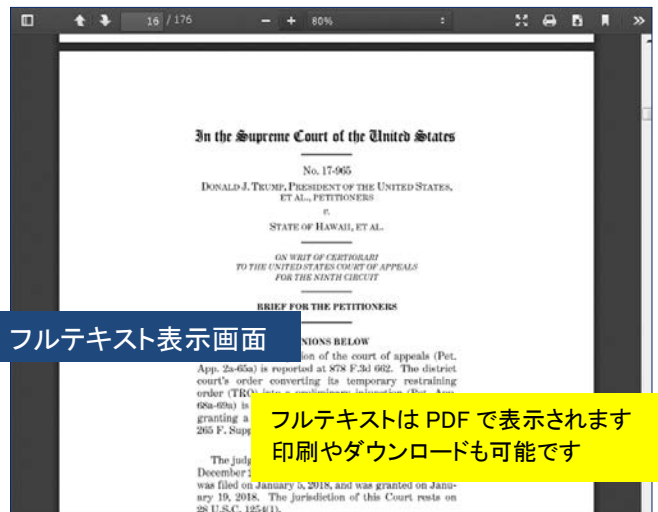 16 / 176
80%
In the Supreme Court of the United States
No. 17-965
DONALD J. TRUMP, PRESIDENT OF THE UNITED STATES,
ET AL., PETITIONERS
v.
STATE OF HAWAII, ET AL.
ON WRIT OF CERTIORARI
TO THE UNITED STATES COURT OF APPEALS
FOR THE NINTH CIRCUIT
BRIEF FOR THE PETITIONERS
フルテキスト表示画面
NIONS BELOW
ion of the court of appeals (Pet.
App. 2a-65a) is reported at 878 F.3d 662. The district
court's order converting its temporary restraining
order (TRO) into a preliminary injunction (Pet. App.
68a-69a) is
granting a
265 F. Supp
フルテキストは PDF で表示されます
印刷やダウンロードも可能です
The judg
December 
was filed on January 5, 2018, and was granted on Janu-
ary 19, 2018. The jurisdiction of this Court rests on
28 U.S.C. 1254(1).